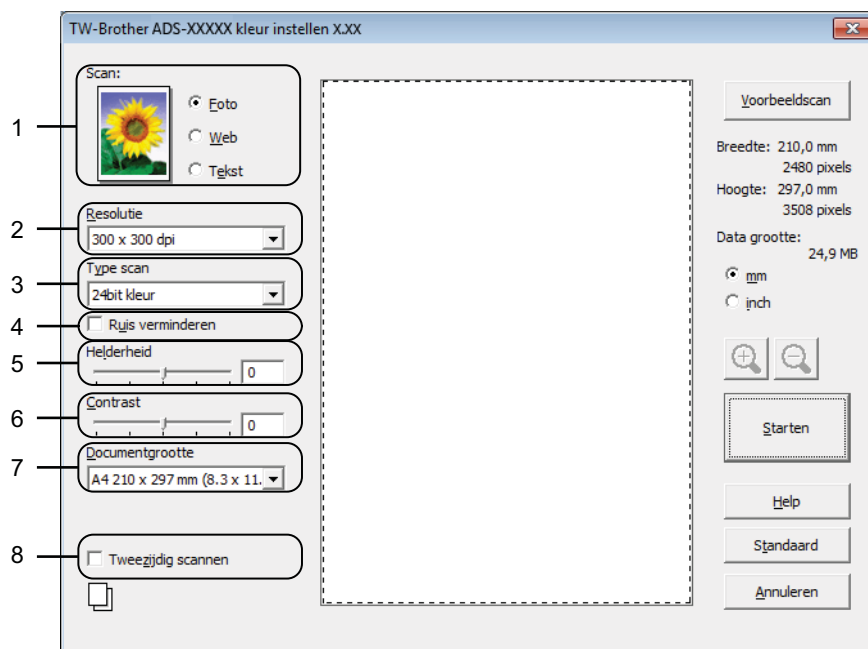 TW-Brother ADS-XXXXX kleur instellen X.XX
1
Scan:
Foto
Web
Tekst
2
Resolutie
300 x 300 dpi
3
Type scan
24bit kleur
4
Ruis verminderen
5
Helderheid
0
6
Contrast
0
7
Documentgrootte
A4 210 x 297 mm (8.3 x 11.
8
Tweezijdig scannen
Voorbeeldscan
Breedte: 210,0 mm
2480 pixels
Hoogte: 297,0 mm
3508 pixels
Data grootte:
24,9 MB
mm
inch
Starten
Help
Standaard
Annuleren